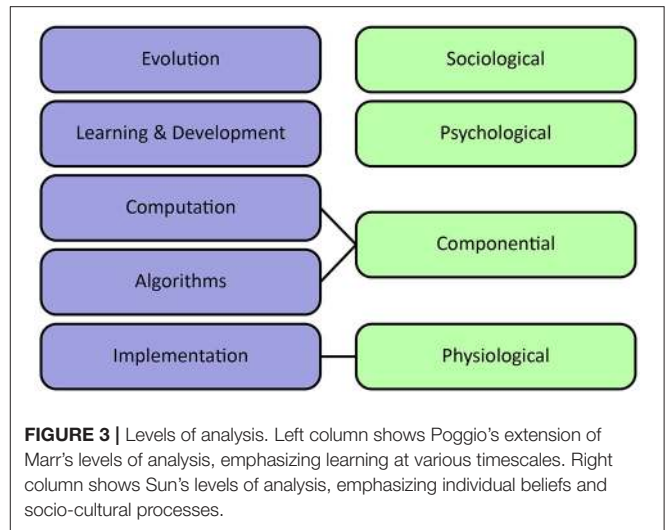 Evolution
Sociological
Learning & Development
Psychological
Computation
Componential
Algorithms
Implementation
Physiological
FIGURE 3 | Levels of analysis. Left column shows Poggio's extension of
Marr's levels of analysis, emphasizing learning at various timescales. Right
column shows Sun's levels of analysis, emphasizing individual beliefs and
socio-cultural processes.